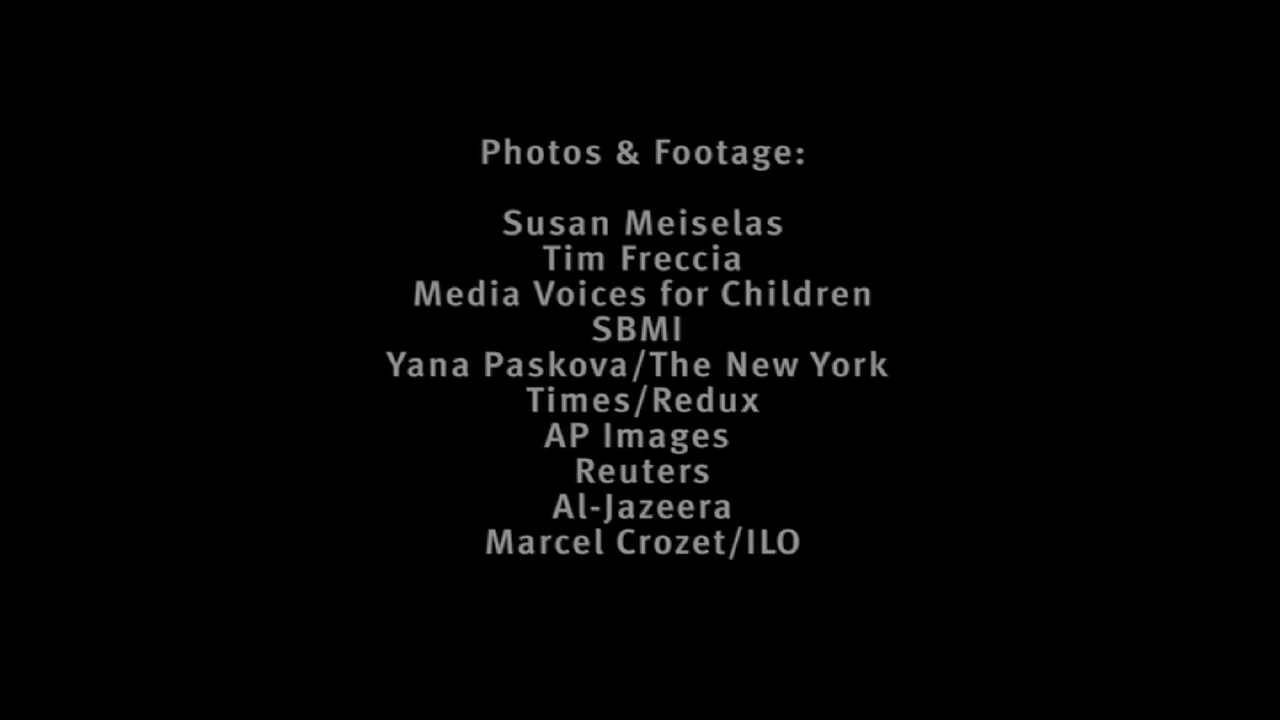 Photos & Footage:
Susan Meiselas
Tim Freccia
Media Voices for Children
SBMI
Yana Paskova/The New York
Times/Redux
AP Images
Reuters
Al-Jazeera
Marcel Crozet/ILO